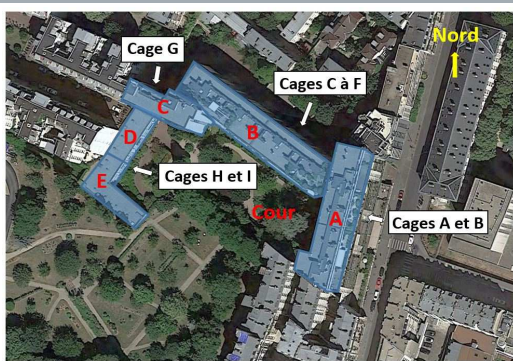 Nord
Cage G
Cages C à F
C
B
D
Cages H et I
E
Cour
A
Cages A et B